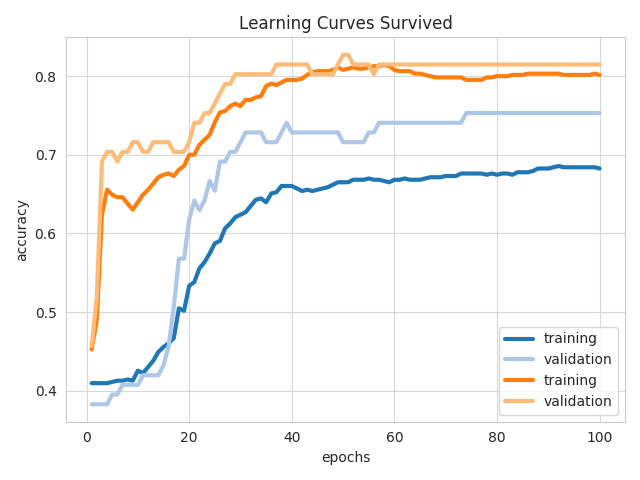 Learning Curves Survived
accuracy
0.8
0.7
0.6
0.5
0.4
training
validation
training
validation
0
20
40
60
80
100
epochs